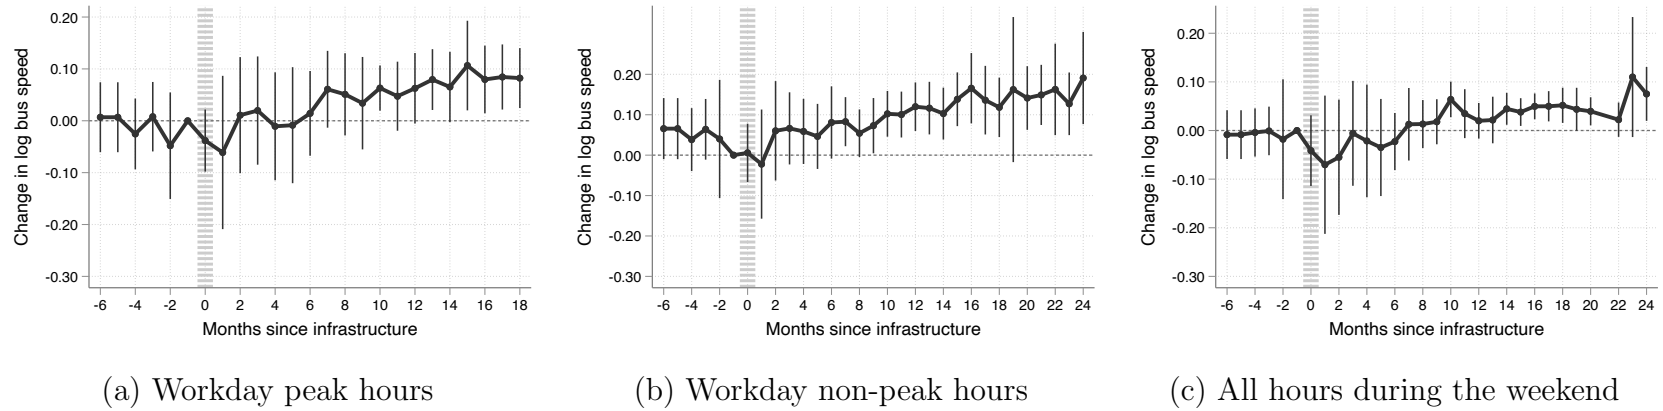 Change in log bus speed
0.20
0.10
0.00
-0.10
-0.20
-0.30
-6 -4 -2 0 2 4 6 8 10 12 14 16 18
Months since infrastructure
(a) Workday peak hours
Change in log bus speed
0.20
0.10
0.00
-0.10
-0.20
-0.30
-6 -4 -2 0 2 4 6 8 10 12 14 16 18 20 22 24
Months since infrastructure
(b) Workday non-peak hours
Change in log bus speed
0.20
0.10
0.00
-0.10
-0.20
-0.30
-6 -4 -2 0 2 4 6 8 10 12 14 16 18 20 22 24
Months since infrastructure
(c) All hours during the weekend